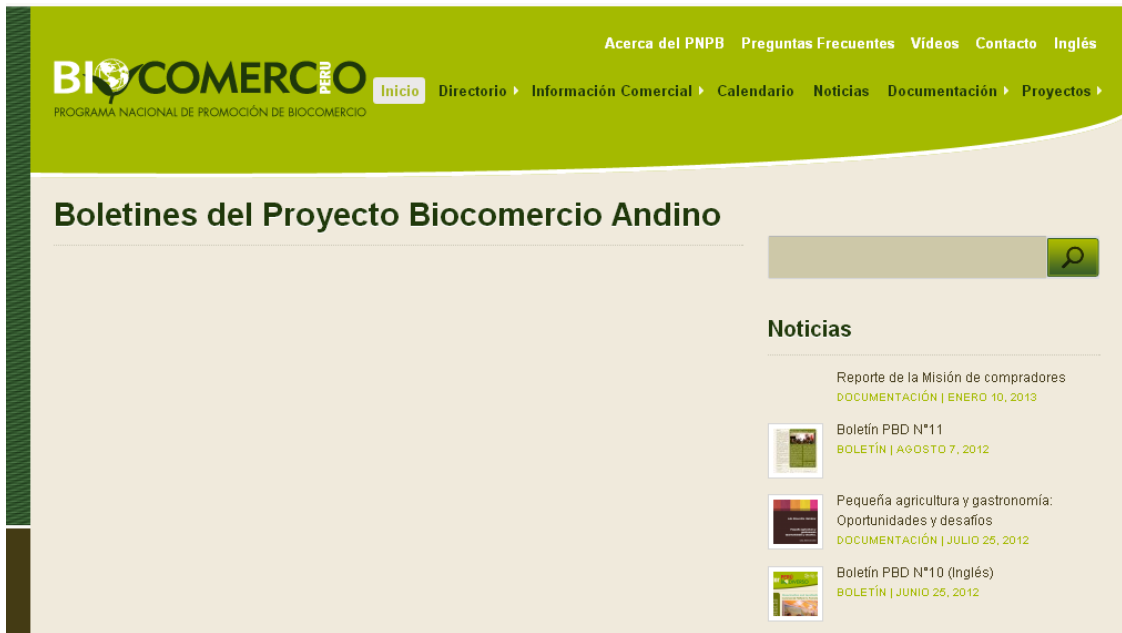 Acerca del PNPB Preguntas Frecuentes Vídeos Contacto Inglés
BIOCOMERCIO PERU
PROGRAMA NACIONAL DE PROMOCIÓN DE BIOCOMERCIO
Inicio Directorio Información Comercial Calendario Noticias Documentación Proyectos
Boletines del Proyecto Biocomercio Andino
Noticias
Reporte de la Misión de compradores
DOCUMENTACIÓN | ENERO 10, 2013
Boletín PBD N°11
BOLETÍN | AGOSTO 7, 2012
Pequeña agricultura y gastronomía:
Oportunidades y desafíos
DOCUMENTACIÓN | JULIO 25, 2012
Boletín PBD N°10 (Inglés)
BOLETÍN | JUNIO 25, 2012